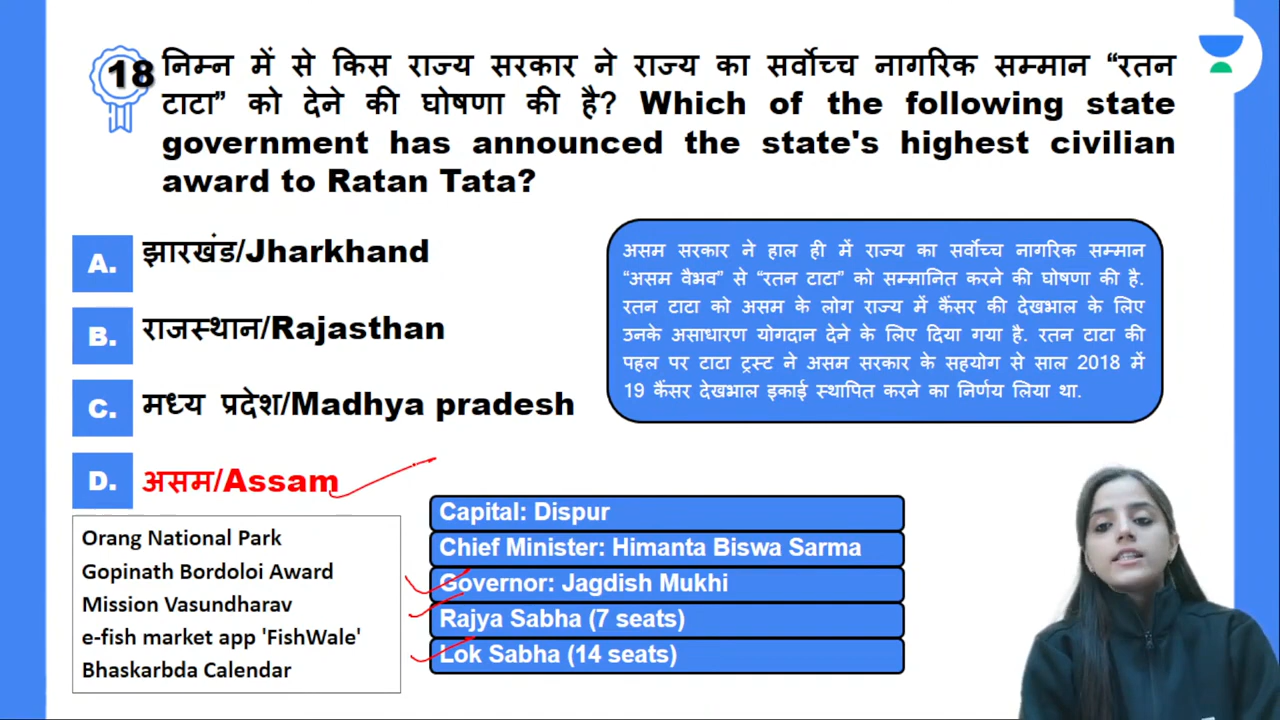 18
निम्न में से किस राज्य सरकार ने राज्य का सर्वोच्च नागरिक सम्मान “रतन
टाटा” को देने की घोषणा की है? Which of the following state
government has announced the state's highest civilian
award to Ratan Tata?
A. झारखंड/Jharkhand
B. राजस्थान/Rajasthan
C. मध्य प्रदेश/Madhya pradesh
D. असम/Assam
असम सरकार ने हाल ही में राज्य का सर्वोच्च नागरिक सम्मान
“असम वैभव” से “रतन टाटा” को सम्मानित करने की घोषणा की है.
रतन टाटा को असम के लोग राज्य में कैंसर की देखभाल के लिए
उनके असाधारण योगदान देने के लिए दिया गया है. रतन टाटा की
पहल पर टाटा ट्रस्ट ने असम सरकार के सहयोग से साल 2018 में
19 कैंसर देखभाल इकाई स्थापित करने का निर्णय लिया था.
Orang National Park
Gopinath Bordoloi Award
Mission Vasundharav
e-fish market app 'FishWale'
Bhaskarbda Calendar
Capital: Dispur
Chief Minister: Himanta Biswa Sarma
Governor: Jagdish Mukhi
Rajya Sabha (7 seats)
Lok Sabha (14 seats)